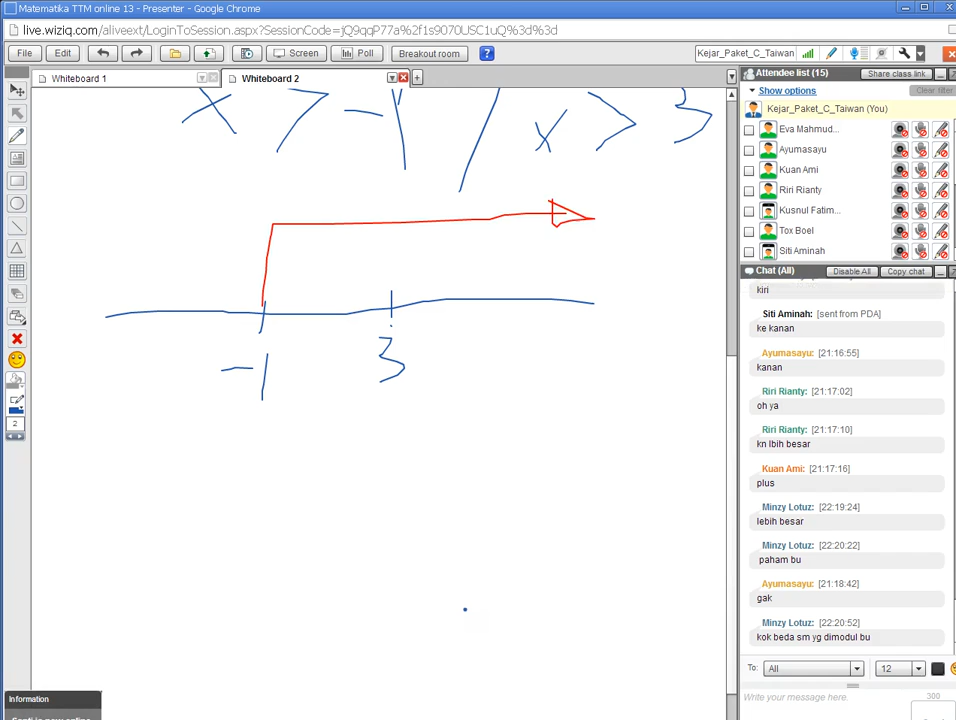 Matematika TTM online 13 - Presenter - Google Chrome
live.wiziq.com/aliveext/LoginToSession.aspx?SessionCode=jQ9qqP77a%2f1s9070USC1uQ%3d%3d
File Edit Screen Poll Breakout room ? Kejar_Paket_C_Taiwan
Whiteboard 1 Whiteboard 2
x > -1 / x > 3
-1 3
2
Attendee list (15) Share class link
Show options Clear filter
Kejar_Paket_C_Taiwan (You)
Eva Mahmud...
Ayumasayu
Kuan Ami
Riri Rianty
Kusnul Fatim...
Tox Boel
Siti Aminah
Chat (All) Disable All Copy chat
kiri
Siti Aminah: [sent from PDA]
ke kanan
Ayumasayu: [21:16:55]
kanan
Riri Rianty: [21:17:02]
oh ya
Riri Rianty: [21:17:10]
kn lbih besar
Kuan Ami: [21:17:16]
plus
Minzy Lotuz: [22:19:24]
lebih besar
Minzy Lotuz: [22:20:22]
paham bu
Ayumasayu: [21:18:42]
gak
Minzy Lotuz: [22:20:52]
kok beda sm yg dimodul bu
To: All 12
Write your message here. 300
Information